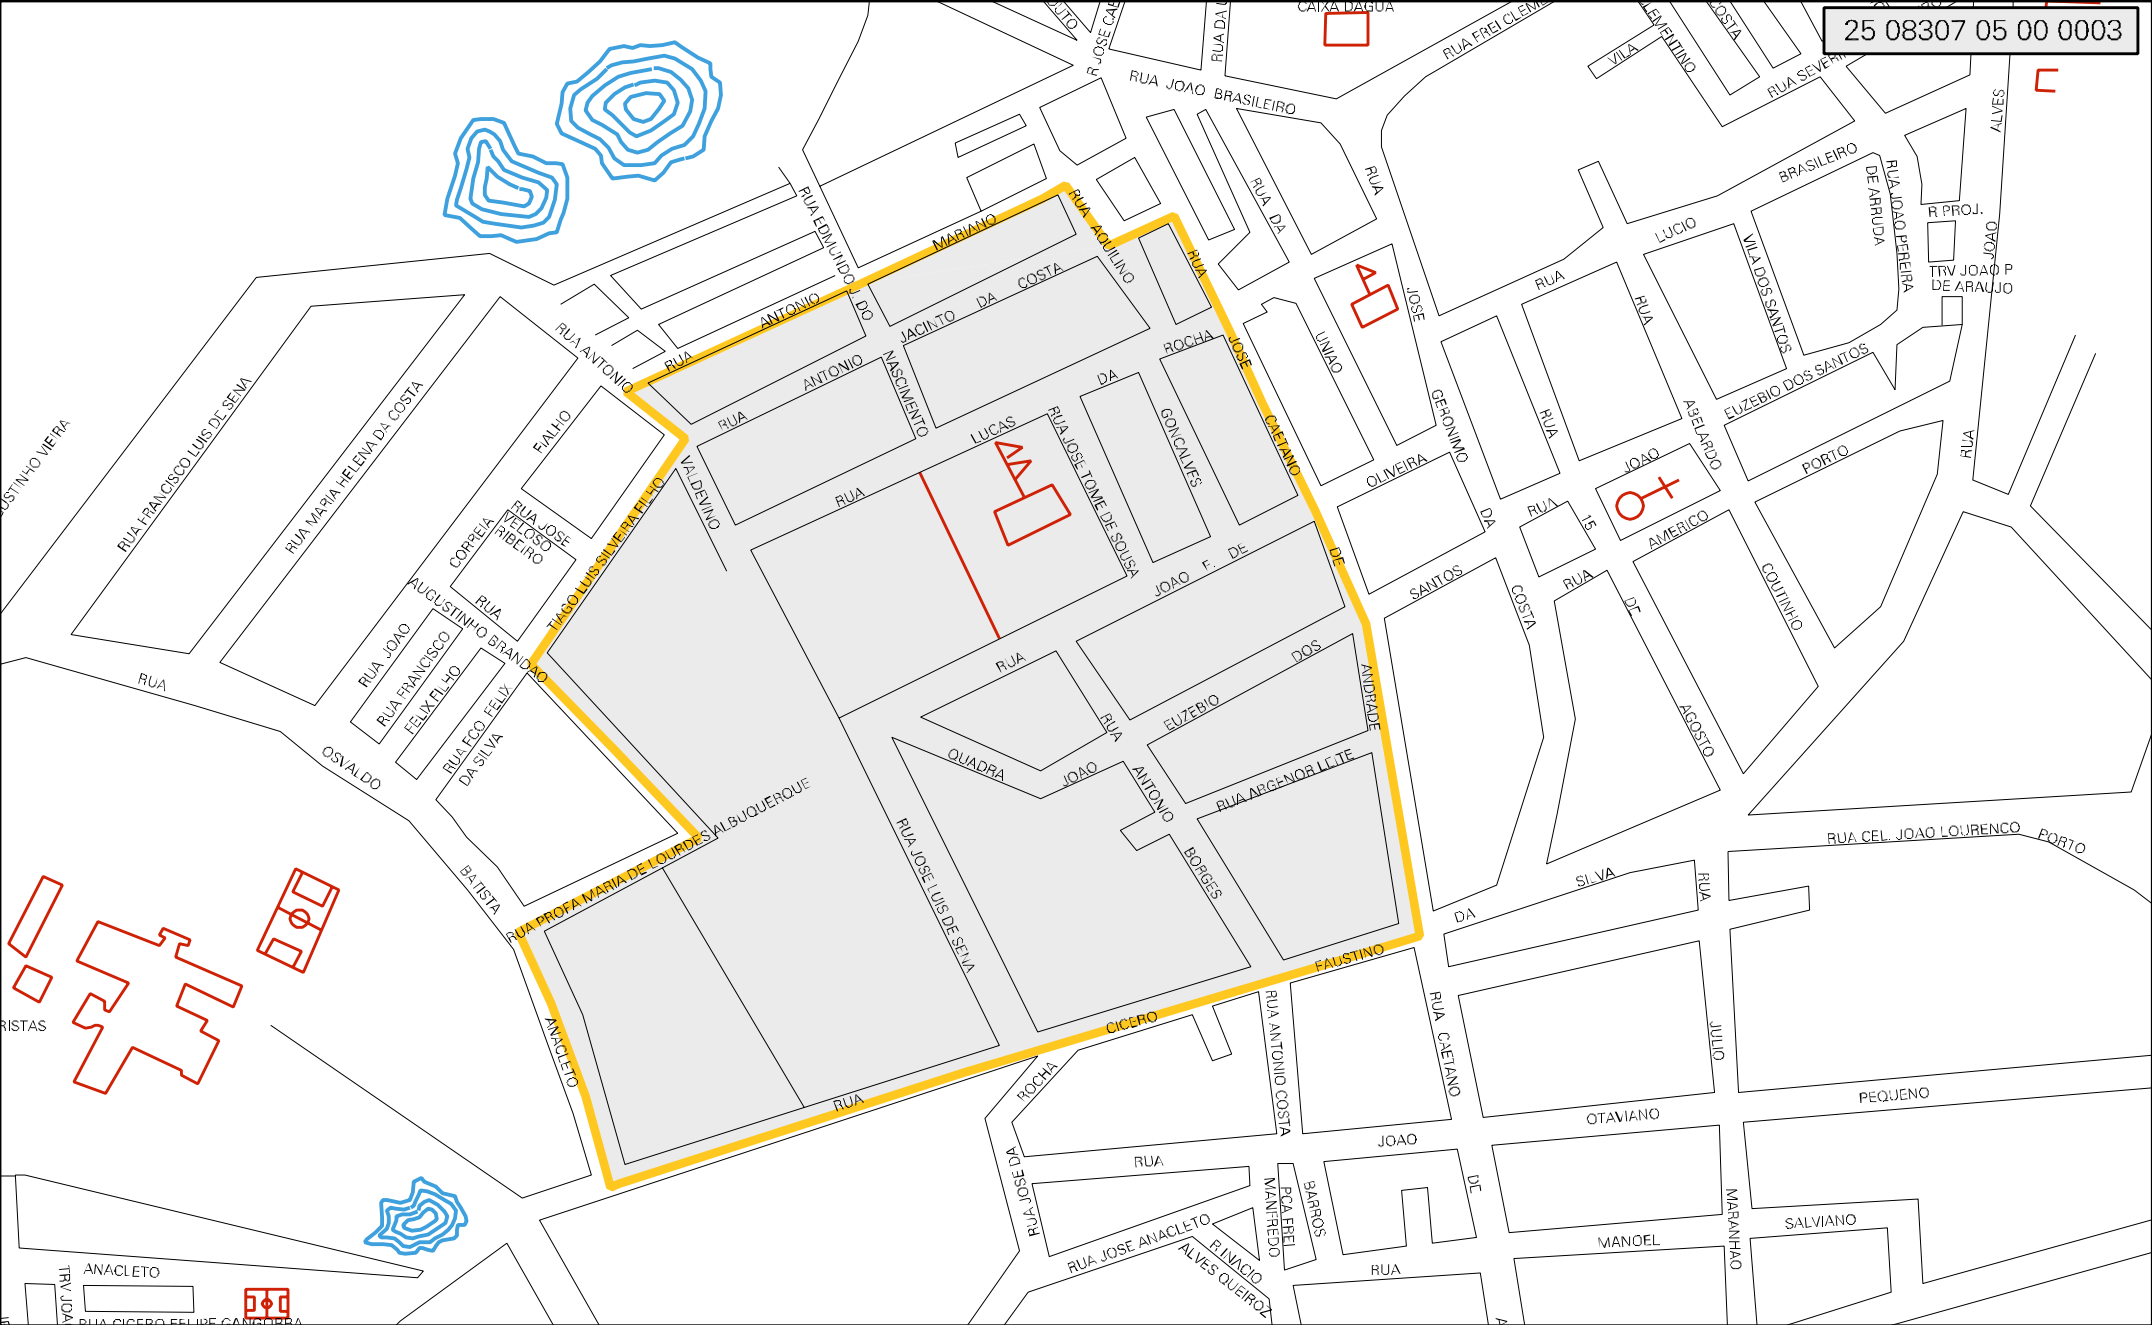 25 08307 05 00 0003
CAIXA DAGUA
RUA JOAO BRASILEIRO
VILA
R PROJ.
TRV JOAO P
DE ARAUJO
RUA JOAO PEREIRA
DE ARRUDA
BRASILEIRO
LUCIO
RUA
VILA DOS SANTOS
EUZEBIO DOS SANTOS
RUA
JOAO
ALVES
PORTO
AMERICO
JOAO
RUA
RUA
ABELARDO
COUTINHO
RUA
15
DE
AGOSTO
RUA
RUA
JOSE
GERONIMO
DA
COSTA
RUA DA
UNIAO
OLIVEIRA
SANTOS
RUA EDMUNDO J DO
NASCIMENTO
RUA
ANTONIO
MARIANO
RUA
AQUILINO
RUA
ANTONIO
JACINTO
DA
COSTA
RUA
JOSE
CAETANO
DE
ANDRADE
RUA
LUCAS
DA
ROCHA
GONCALVES
RUA JOSE TOME DE SOUSA
RUA
JOAO F. DE
QUADRA
JOAO
EUZEBIO
DOS
RUA
ANTONIO
BORGES
RUA ARGENOR LEITE
RUA JOSE LUIS DE SENA
RUA PROFA MARIA DE LOURDES ALBUQUERQUE
RUA ANTONIO
VALDEVINO
TIAGO LUIS SILVEIRA FILHO
FIALHO
CORREIA
RUA JOSE
VELOSO
RIBEIRO
RUA
AUGUSTINHO BRANDAO
RUA JOAO
RUA FRANCISCO
FELIX FILHO
RUA FCO FELIX
DA SILVA
RUA FRANCISCO LUIS DE SENA
RUA MARIA HELENA DA COSTA
USTINHO VIEIRA
RUA
OSVALDO
BATISTA
ANACLETO
RISTAS
RUA
CICERO
FAUSTINO
DA
SILVA
RUA CEL. JOAO LOURENCO
PORTO
RUA
JULIO
MARANHAO
RUA CAETANO
DE
RUA ANTONIO COSTA
ROCHA
RUA JOSE DA
RUA
JOAO
OTAVIANO
PEQUENO
RUA
MANOEL
SALVIANO
RUA JOSE ANACLETO
MANFREDO
PCA FREI
BARROS
R INACIO
ALVES QUEIROZ
ANACLETO
TRV JOAO
RUA CICERO FELIPE GANGORRA